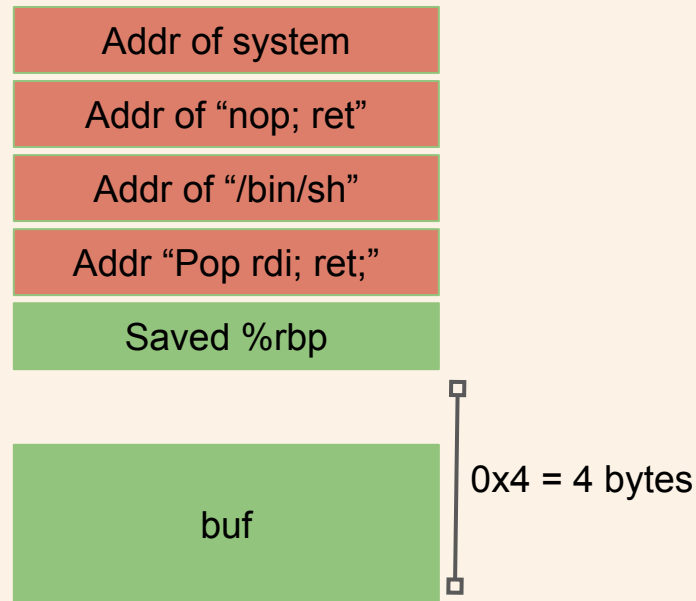 Addr of system
Addr of “nop; ret”
Addr of “/bin/sh”
Addr “Pop rdi; ret;”
Saved %rbp
0x4 = 4 bytes
buf